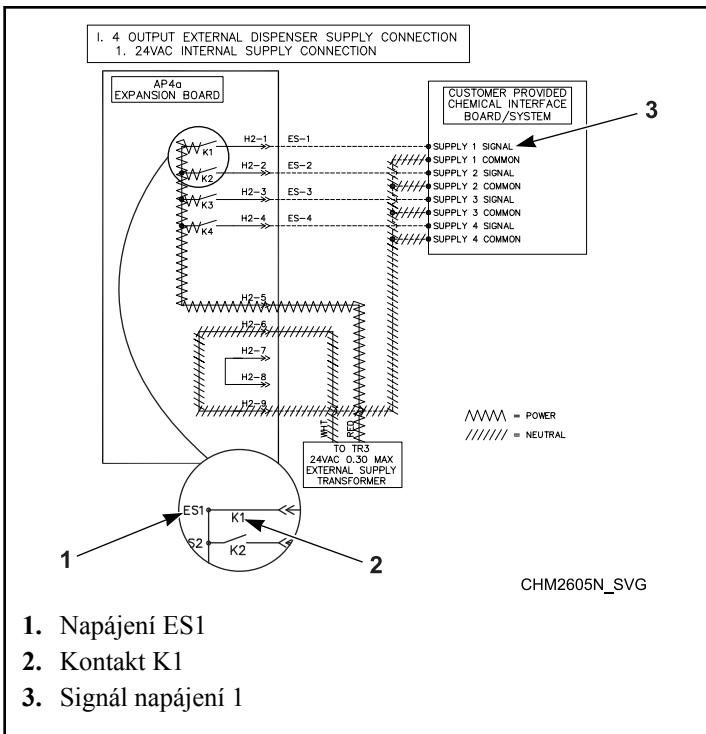 I. 4 OUTPUT EXTERNAL DISPENSER SUPPLY CONNECTION
1. 24VAC INTERNAL SUPPLY CONNECTION
AP4a
EXPANSION BOARD
CUSTOMER PROVIDED
CHEMICAL INTERFACE
BOARD/SYSTEM
3
K1
H2-1 ES-1
SUPPLY 1 SIGNAL
SUPPLY 1 COMMON
K2
H2-2 ES-2
SUPPLY 2 SIGNAL
SUPPLY 2 COMMON
K3
H2-3 ES-3
SUPPLY 3 SIGNAL
SUPPLY 3 COMMON
K4
H2-4 ES-4
SUPPLY 4 SIGNAL
SUPPLY 4 COMMON
H2-5
H2-6
H2-7
H2-8
H2-9
WHT
RED
= POWER
= NEUTRAL
TO TR3
24VAC 0.30 MAX
EXTERNAL SUPPLY
TRANSFORMER
ES1
K1
S2
K2
1
2
CHM2605N_SVG
1. Napájení ES1
2. Kontakt K1
3. Signál napájení 1